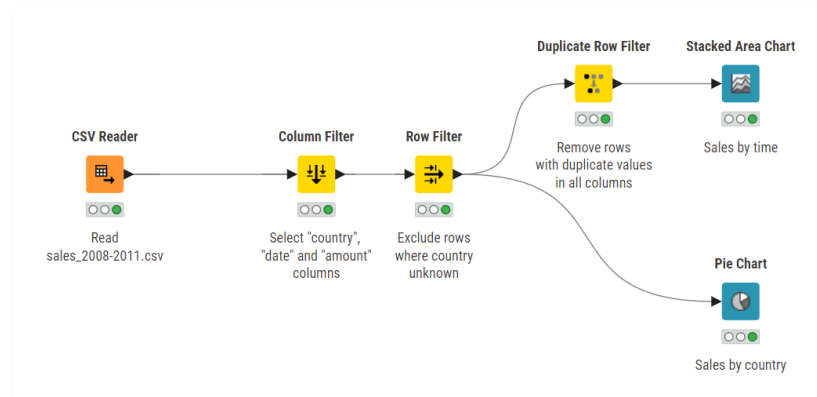 Duplicate Row Filter
Stacked Area Chart
Remove rows
with duplicate values
in all columns
Sales by time
CSV Reader
Column Filter
Row Filter
Read
sales_2008-2011.csv
Select "country",
"date" and "amount"
columns
Exclude rows
where country
unknown
Pie Chart
Sales by country